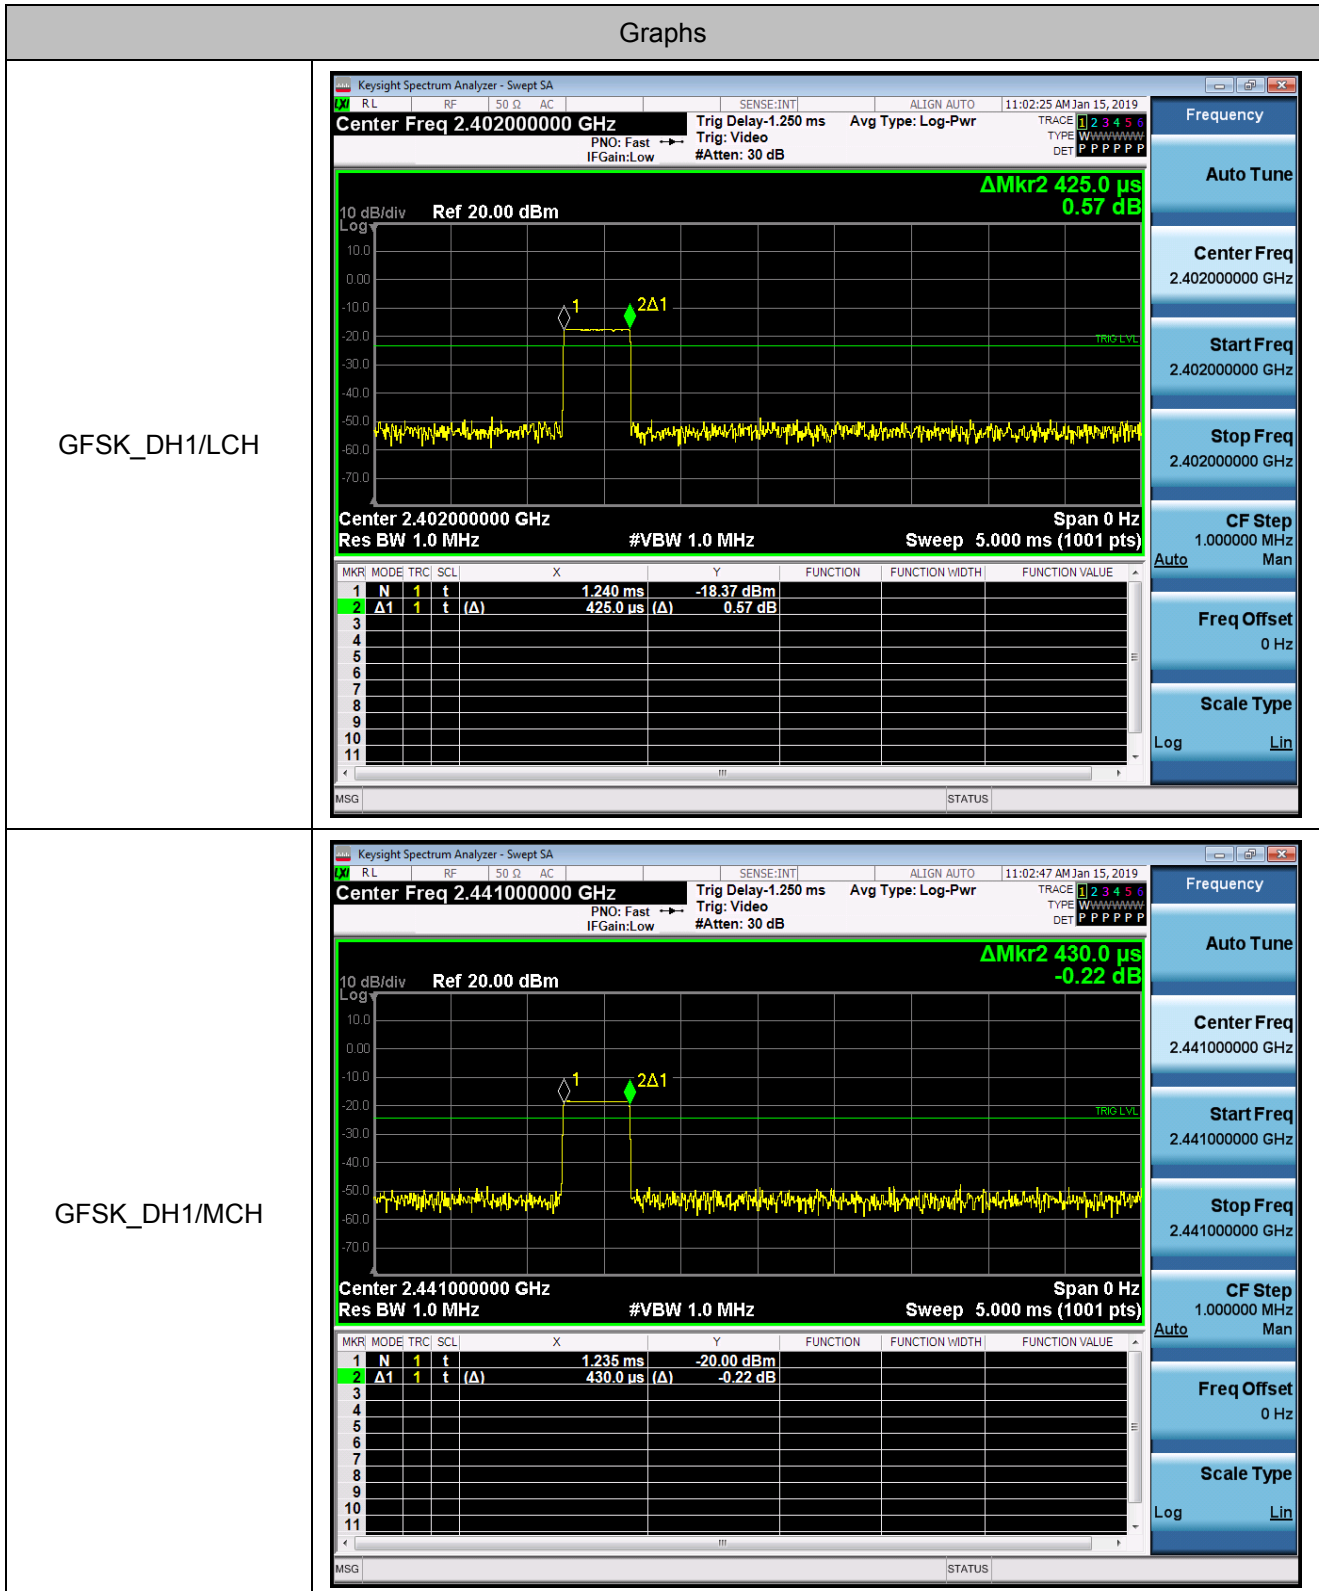 Graphs
GFSK_DH1/LCH
Keysight Spectrum Analyzer - Swept SA
RL RF 50 Ω AC SENSE:INT ALIGN AUTO 11:02:25 AM Jan 15, 2019
Center Freq 2.402000000 GHz Trig Delay-1.250 ms Avg Type: Log-Pwr TRACE 1 2 3 4 5 6
PNO: Fast Trig: Video TYPE WWWWWW
IFGain:Low #Atten: 30 dB DET P P P P P P
ΔMkr2 425.0 µs
0.57 dB
10 dB/div Ref 20.00 dBm
Log
10.0
0.00
-10.0
1 2Δ1
-20.0
TRIG LVL
-30.0
-40.0
-50.0
-60.0
-70.0
Center 2.402000000 GHz Span 0 Hz
Res BW 1.0 MHz #VBW 1.0 MHz Sweep 5.000 ms (1001 pts)
MKR MODE TRC SCL X Y FUNCTION FUNCTION WIDTH FUNCTION VALUE
1 N 1 t 1.240 ms -18.37 dBm
2 Δ1 1 t (Δ) 425.0 µs (Δ) 0.57 dB
3
4
5
6
7
8
9
10
11
MSG STATUS
Frequency
Auto Tune
Center Freq
2.402000000 GHz
Start Freq
2.402000000 GHz
Stop Freq
2.402000000 GHz
CF Step
1.000000 MHz
Auto Man
Freq Offset
0 Hz
Scale Type
Log Lin
GFSK_DH1/MCH
Keysight Spectrum Analyzer - Swept SA
RL RF 50 Ω AC SENSE:INT ALIGN AUTO 11:02:47 AM Jan 15, 2019
Center Freq 2.441000000 GHz Trig Delay-1.250 ms Avg Type: Log-Pwr TRACE 1 2 3 4 5 6
PNO: Fast Trig: Video TYPE WWWWWW
IFGain:Low #Atten: 30 dB DET P P P P P P
ΔMkr2 430.0 µs
-0.22 dB
10 dB/div Ref 20.00 dBm
Log
10.0
0.00
-10.0
1 2Δ1
-20.0
TRIG LVL
-30.0
-40.0
-50.0
-60.0
-70.0
Center 2.441000000 GHz Span 0 Hz
Res BW 1.0 MHz #VBW 1.0 MHz Sweep 5.000 ms (1001 pts)
MKR MODE TRC SCL X Y FUNCTION FUNCTION WIDTH FUNCTION VALUE
1 N 1 t 1.235 ms -20.00 dBm
2 Δ1 1 t (Δ) 430.0 µs (Δ) -0.22 dB
3
4
5
6
7
8
9
10
11
MSG STATUS
Frequency
Auto Tune
Center Freq
2.441000000 GHz
Start Freq
2.441000000 GHz
Stop Freq
2.441000000 GHz
CF Step
1.000000 MHz
Auto Man
Freq Offset
0 Hz
Scale Type
Log Lin